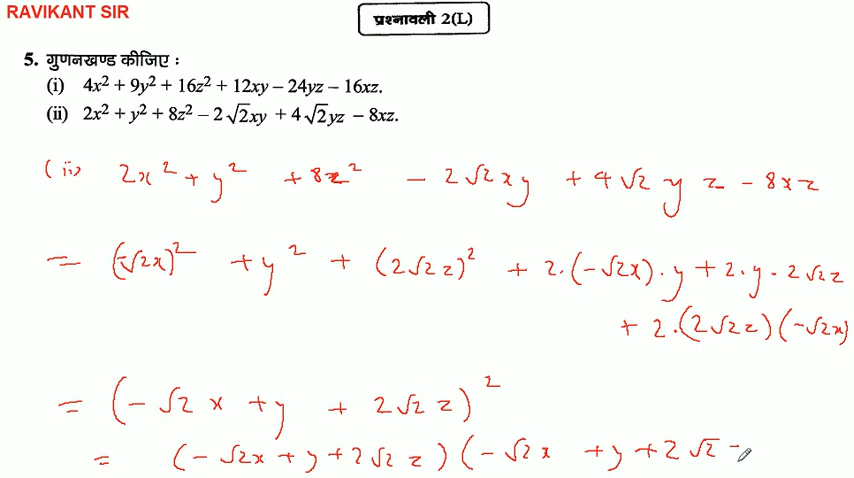 RAVIKANT SIR
प्रश्नावली 2(L)
5. गुणनखण्ड कीजिए :
(i) 4x² + 9y² + 16z² + 12xy – 24yz – 16xz.
(ii) 2x² + y² + 8z² – 2√2xy + 4√2yz – 8xz.
(ii) 2x² + y² + 8z² - 2√2xy + 4√2yz - 8xz
= (-√2x)² + y² + (2√2z)² + 2.(-√2x).y + 2.y.2√2z
+ 2.(2√2z)(-√2x)
= (-√2x + y + 2√2z)²
= (-√2x + y + 2√2z)(-√2x + y + 2√2